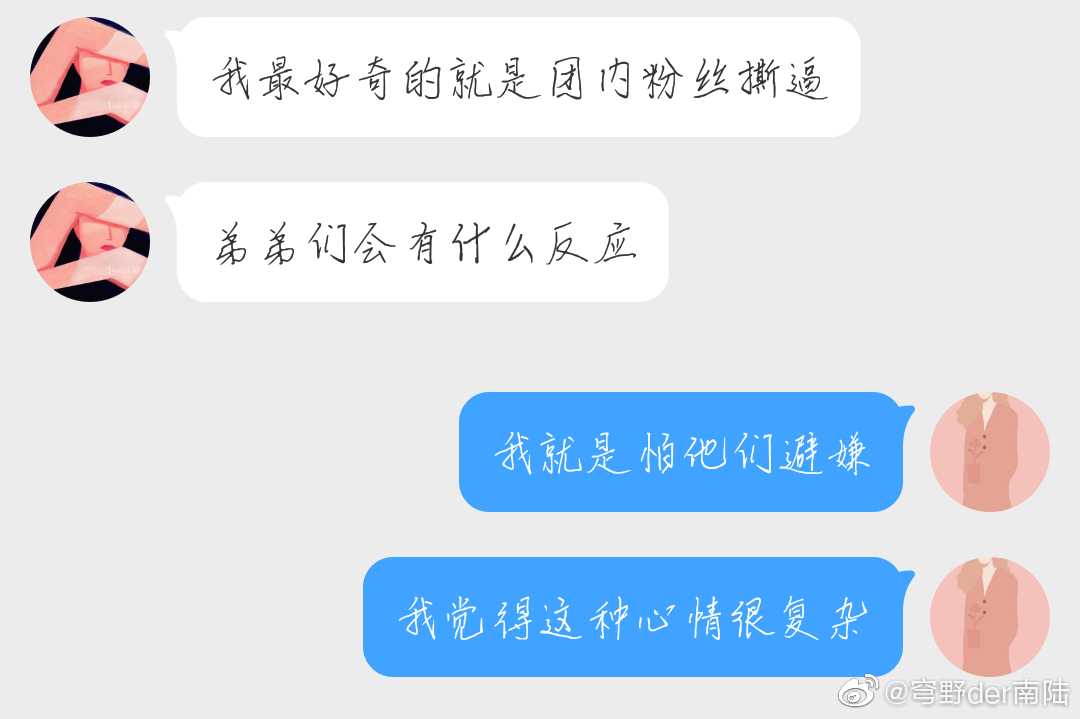 我最好奇的就是团内粉丝撕逼
弟弟们会有什么反应
我就是怕他们避嫌
我觉得这种心情很复杂
@穹野der南陆